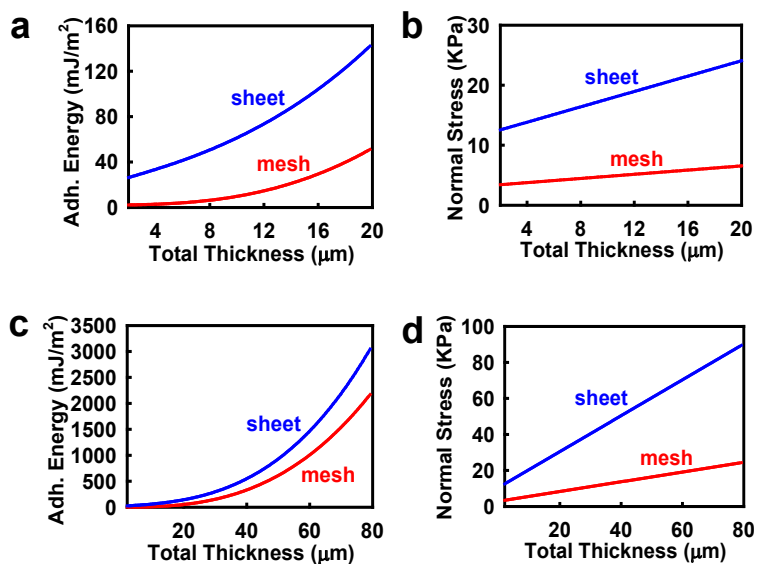 a
Adh. Energy (mJ/m²)
160
120
80
40
0
sheet
mesh
4 8 12 16 20
Total Thickness (μm)
b
Normal Stress (KPa)
30
20
10
0
sheet
mesh
4 8 12 16 20
Total Thickness (μm)
c
Adh. Energy (mJ/m²)
3500
3000
2500
2000
1500
1000
500
0
sheet
mesh
20 40 60 80
Total Thickness (μm)
d
Normal Stress (KPa)
100
80
60
40
20
0
sheet
mesh
20 40 60 80
Total Thickness (μm)